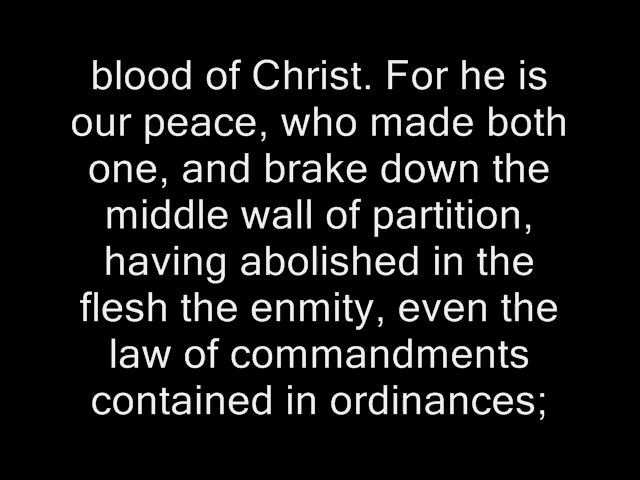 blood of Christ. For he is
our peace, who made both
one, and brake down the
middle wall of partition,
having abolished in the
flesh the enmity, even the
law of commandments
contained in ordinances;